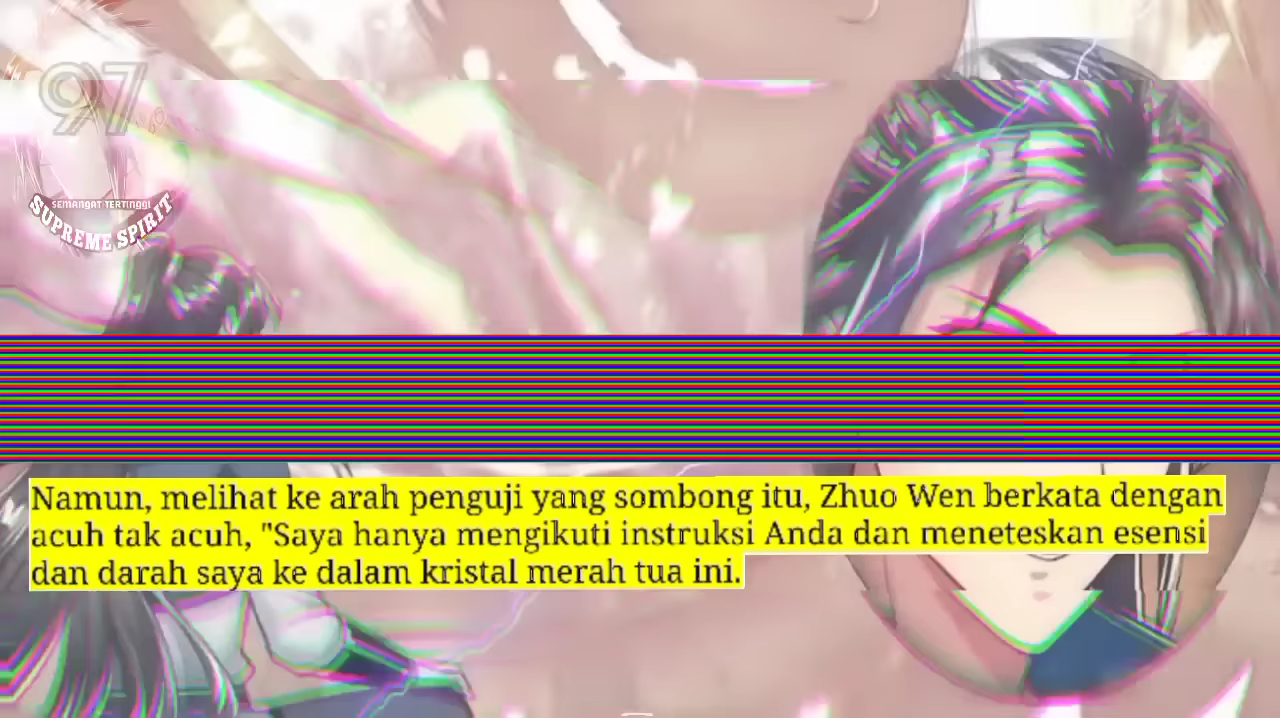 97
SEMANGAT TERTINGGI
SUPREME SPIRIT
Namun, melihat ke arah penguji yang sombong itu, Zhuo Wen berkata dengan
acuh tak acuh, "Saya hanya mengikuti instruksi Anda dan meneteskan esensi
dan darah saya ke dalam kristal merah tua ini.